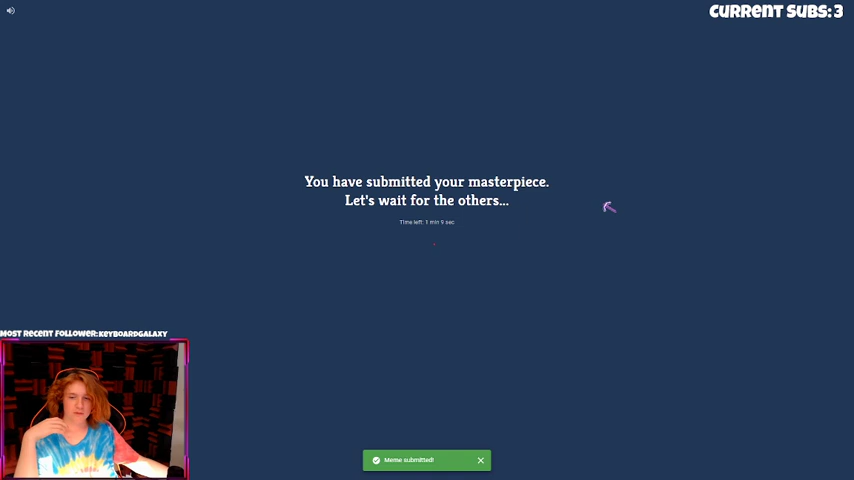 CURRENT SUBS: 3
You have submitted your masterpiece.
Let's wait for the others...
Time left: 1 min 9 sec
MOST RECENT FOLLOWER: KEYBOARDGALAXY
Meme submitted!